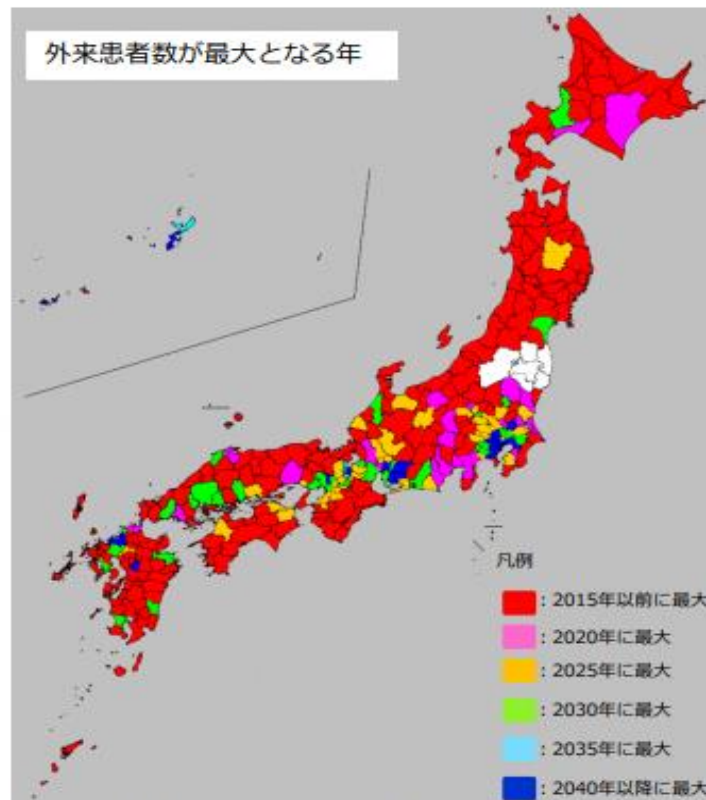 外来患者数が最大となる年
凡例
：2015年以前に最大
：2020年に最大
：2025年に最大
：2030年に最大
：2035年に最大
：2040年以降に最大